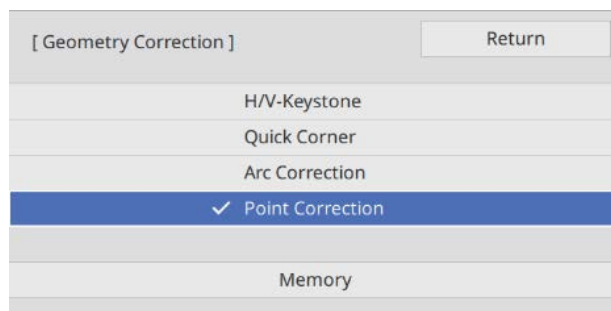 [ Geometry Correction ]
Return
H/V-Keystone
Quick Corner
Arc Correction
Point Correction
Memory